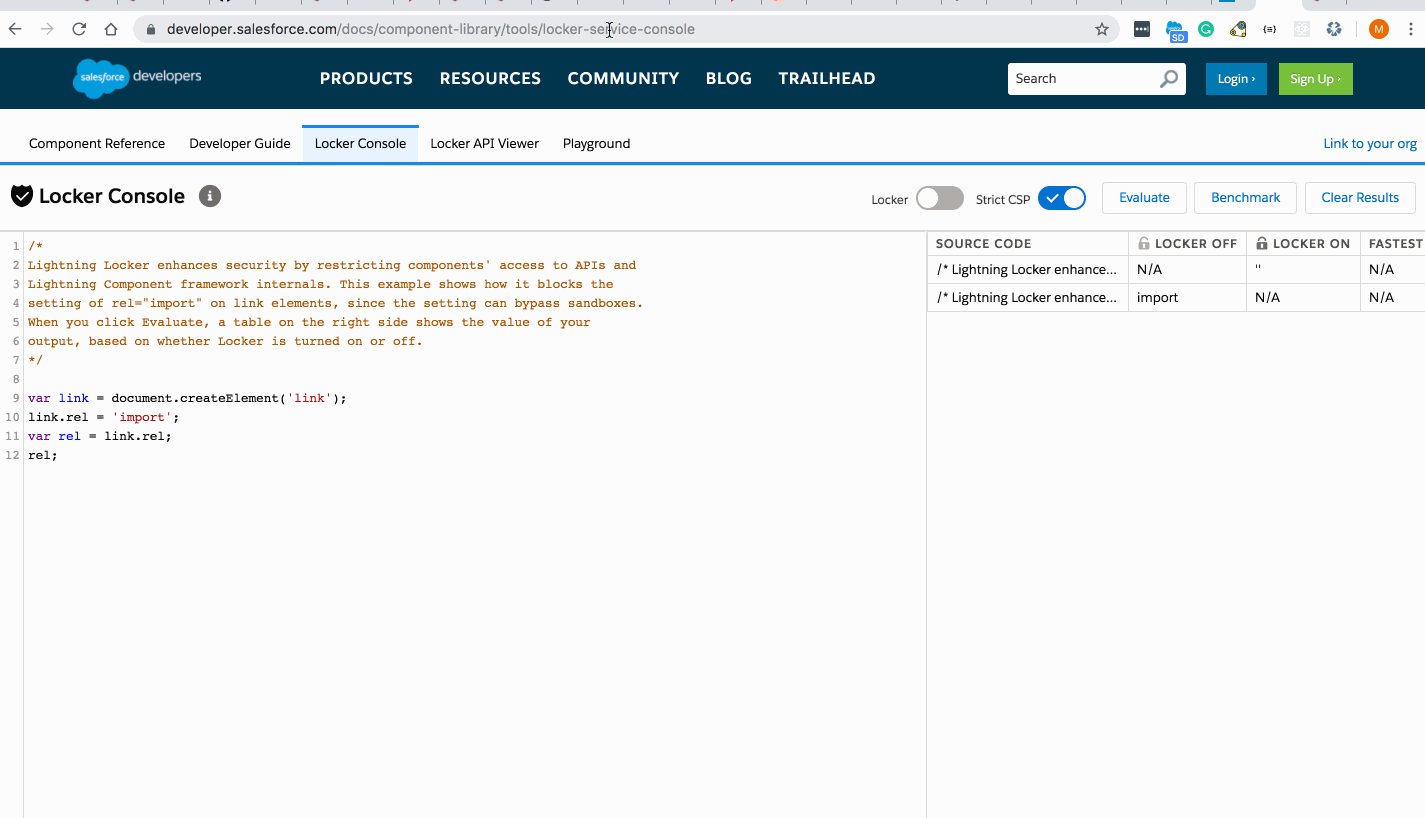 developer.salesforce.com/docs/component-library/tools/locker-service-console
SD
G
{≡}
M
salesforce developers
PRODUCTS RESOURCES COMMUNITY BLOG TRAILHEAD
Search
Login ›
Sign Up ›
Component Reference Developer Guide Locker Console Locker API Viewer Playground
Link to your org
Locker Console i
Locker Strict CSP Evaluate Benchmark Clear Results
1 /*
2 Lightning Locker enhances security by restricting components' access to APIs and
3 Lightning Component framework internals. This example shows how it blocks the
4 setting of rel="import" on link elements, since the setting can bypass sandboxes.
5 When you click Evaluate, a table on the right side shows the value of your
6 output, based on whether Locker is turned on or off.
7 */
8
9 var link = document.createElement('link');
10 link.rel = 'import';
11 var rel = link.rel;
12 rel;
SOURCE CODE LOCKER OFF LOCKER ON FASTEST
/* Lightning Locker enhance... N/A '' N/A
/* Lightning Locker enhance... import N/A N/A